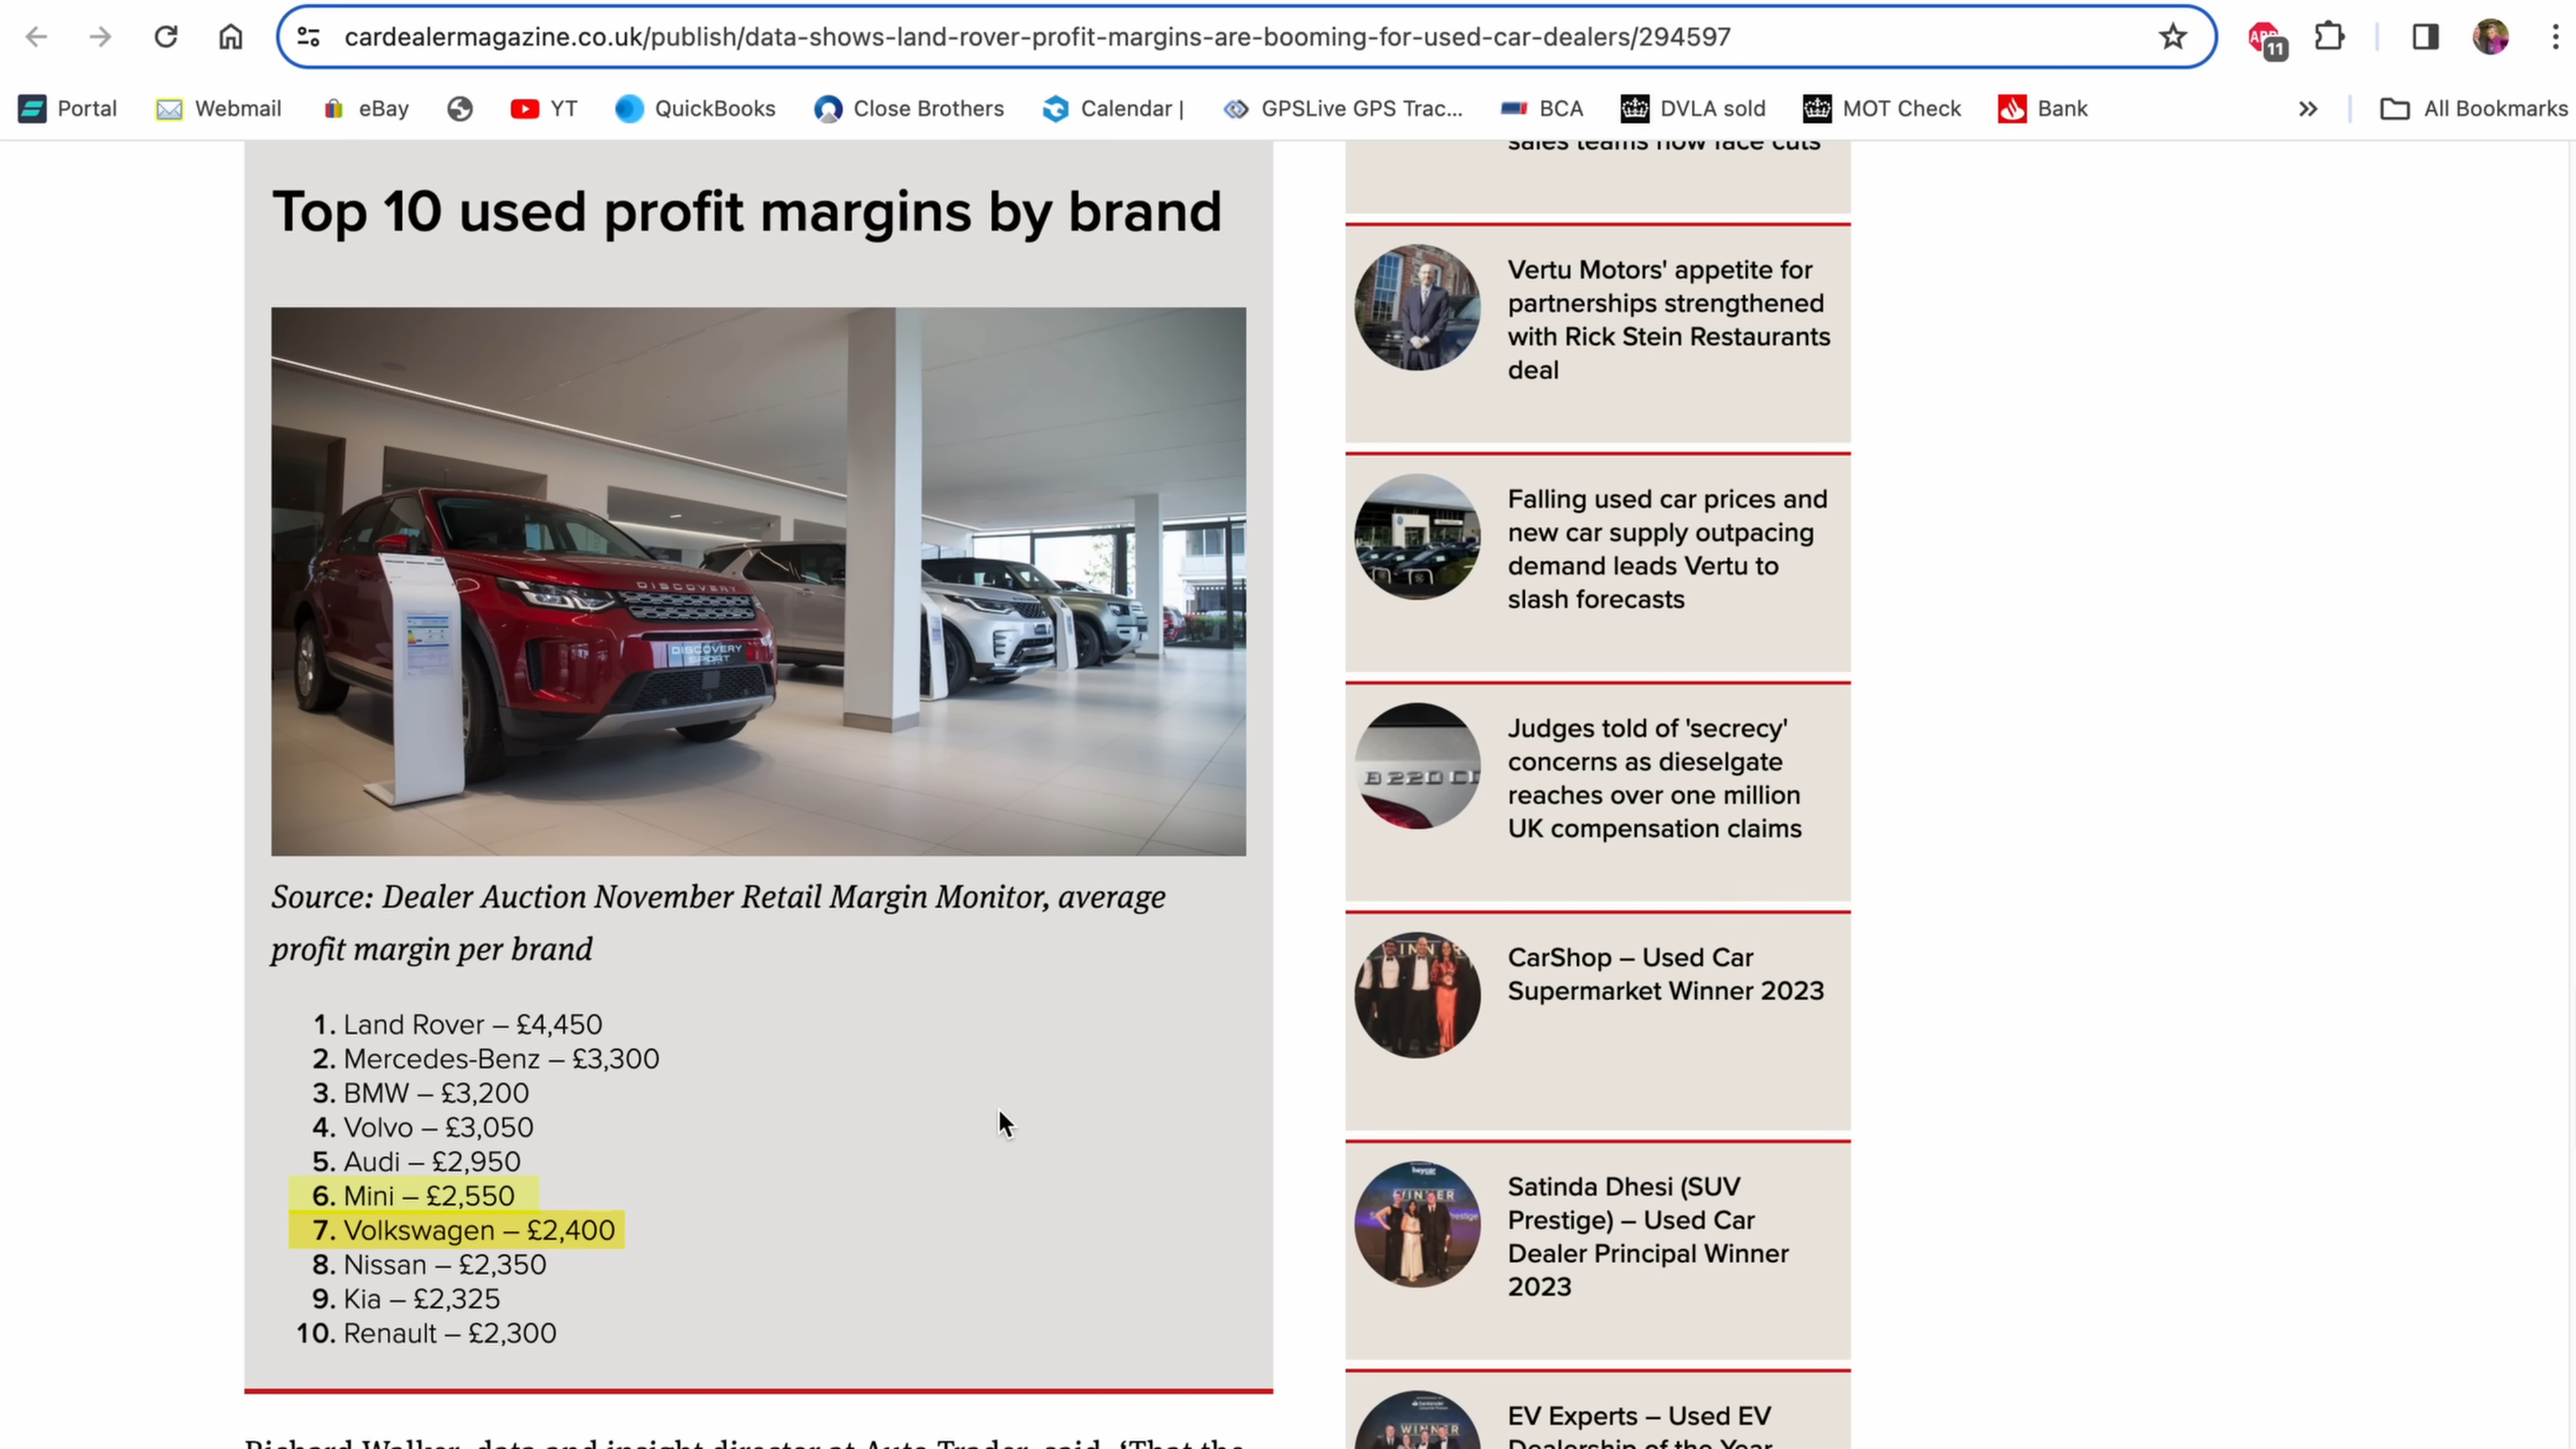 cardealermagazine.co.uk/publish/data-shows-land-rover-profit-margins-are-booming-for-used-car-dealers/294597
11
Portal
Webmail
eBay
YT
QuickBooks
Close Brothers
Calendar |
GPSLive GPS Trac...
BCA
DVLA sold
MOT Check
Bank
All Bookmarks
Top 10 used profit margins by brand
DISCOVERY
DISCOVERY
SPORT
Source: Dealer Auction November Retail Margin Monitor, average
profit margin per brand
1. Land Rover – £4,450
2. Mercedes-Benz – £3,300
3. BMW – £3,200
4. Volvo – £3,050
5. Audi – £2,950
6. Mini – £2,550
7. Volkswagen – £2,400
8. Nissan – £2,350
9. Kia – £2,325
10. Renault – £2,300
Richard Walker, data and insight director at Auto Trader, said: ‘That the
sales teams now face cuts
Vertu Motors' appetite for
partnerships strengthened
with Rick Stein Restaurants
deal
Falling used car prices and
new car supply outpacing
demand leads Vertu to
slash forecasts
Judges told of 'secrecy'
concerns as dieselgate
reaches over one million
UK compensation claims
CarShop – Used Car
Supermarket Winner 2023
Satinda Dhesi (SUV
Prestige) – Used Car
Dealer Principal Winner
2023
EV Experts – Used EV
Dealership of the Year